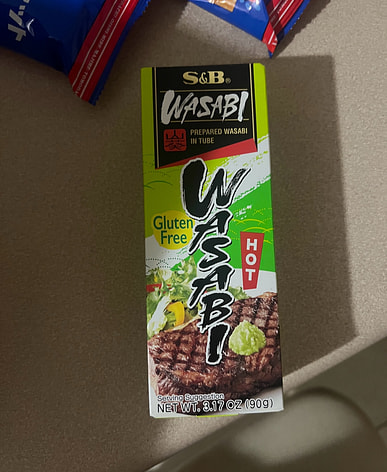 S&B®
WASABI
PREPARED WASABI
IN TUBE
WASABI
Gluten
Free
HOT
Serving Suggestion
NET WT. 3.17 OZ (90g)